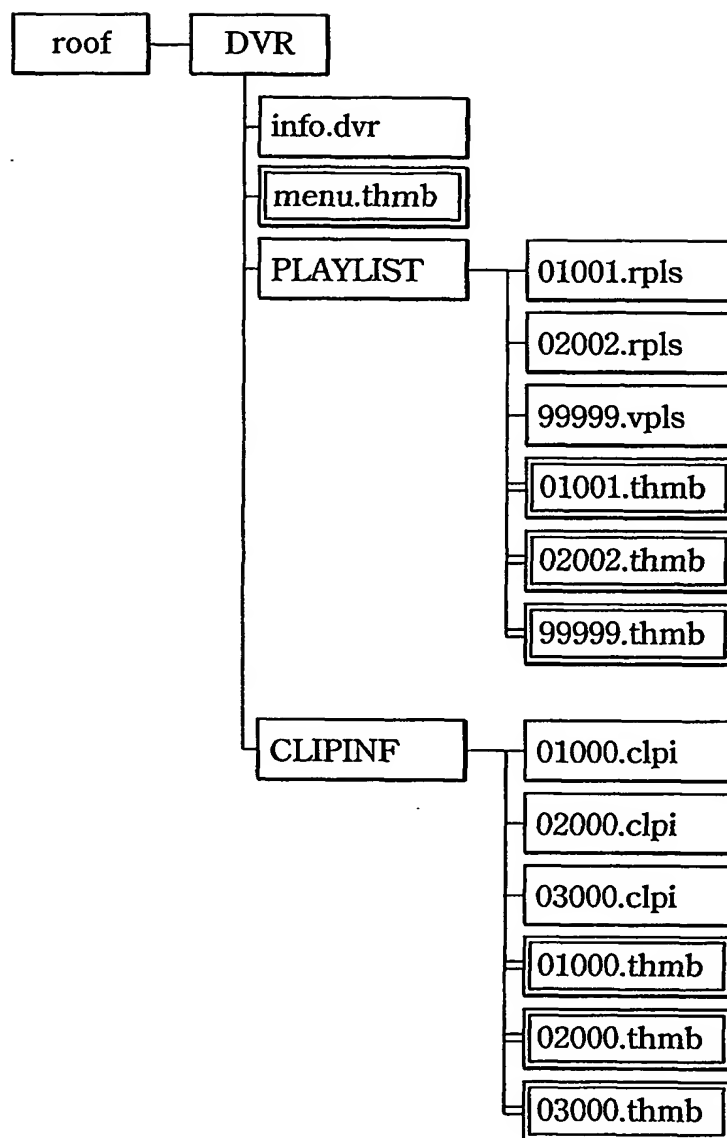 roof
DVR
info.dvr
menu.thmb
PLAYLIST
01001.rpls
02002.rpls
99999.vpls
01001.thmb
02002.thmb
99999.thmb
CLIPINF
01000.clpi
02000.clpi
03000.clpi
01000.thmb
02000.thmb
03000.thmb